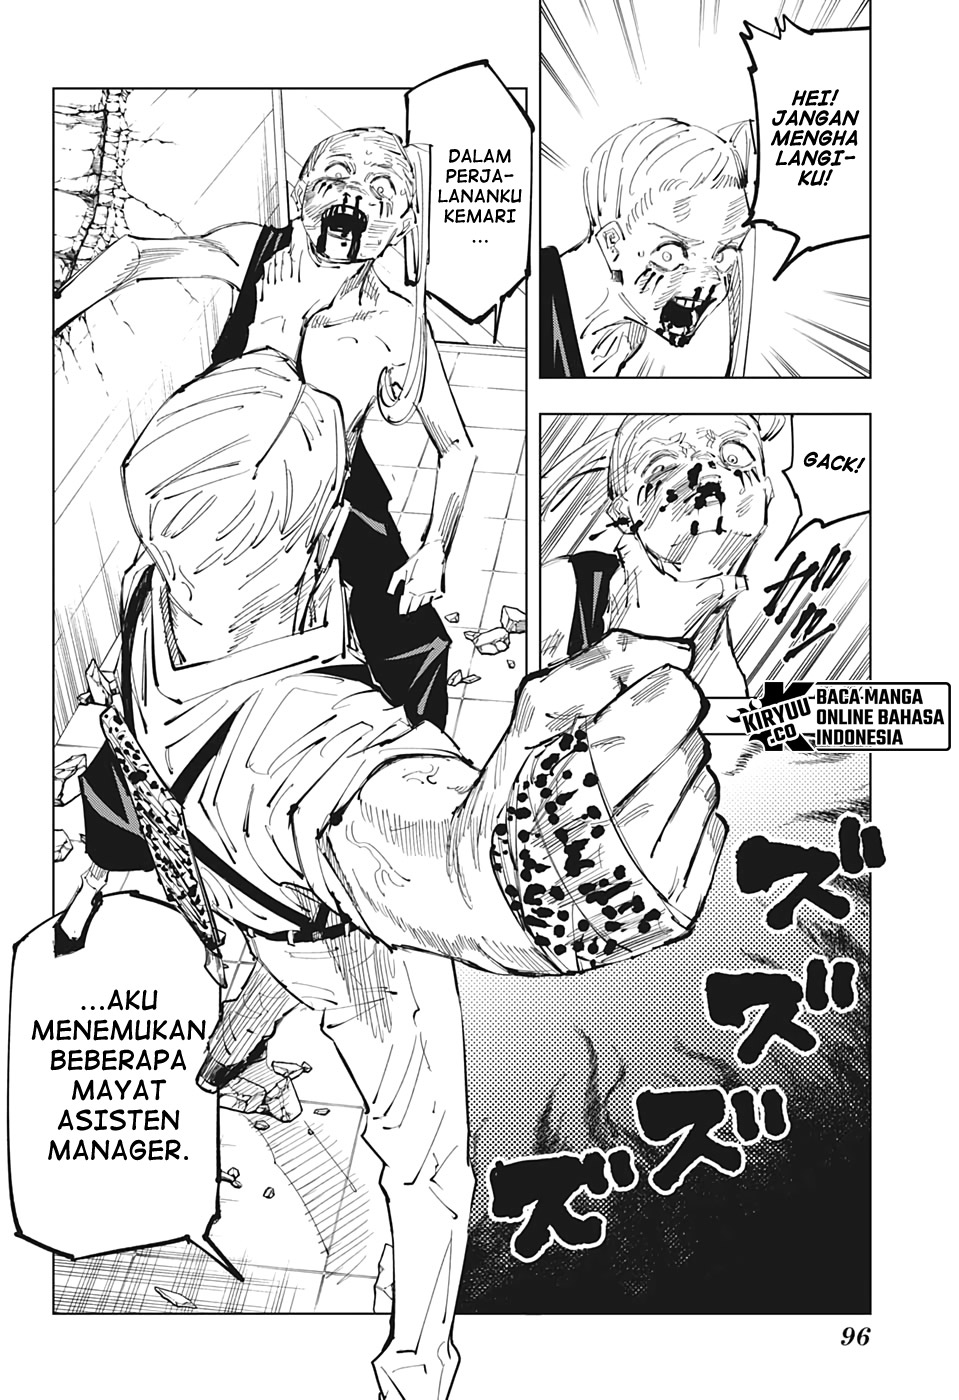 HEI!
JANGAN
MENGHA
LANGI-
KU!
GACK!
ガガッ
DALAM
PERJA-
LANANKU
KEMARI
...
KIRYUU
.CO
BACA MANGA
ONLINE BAHASA
INDONESIA
ズズズズ
...AKU
MENEMUKAN
BEBERAPA
MAYAT
ASISTEN
MANAGER.
96